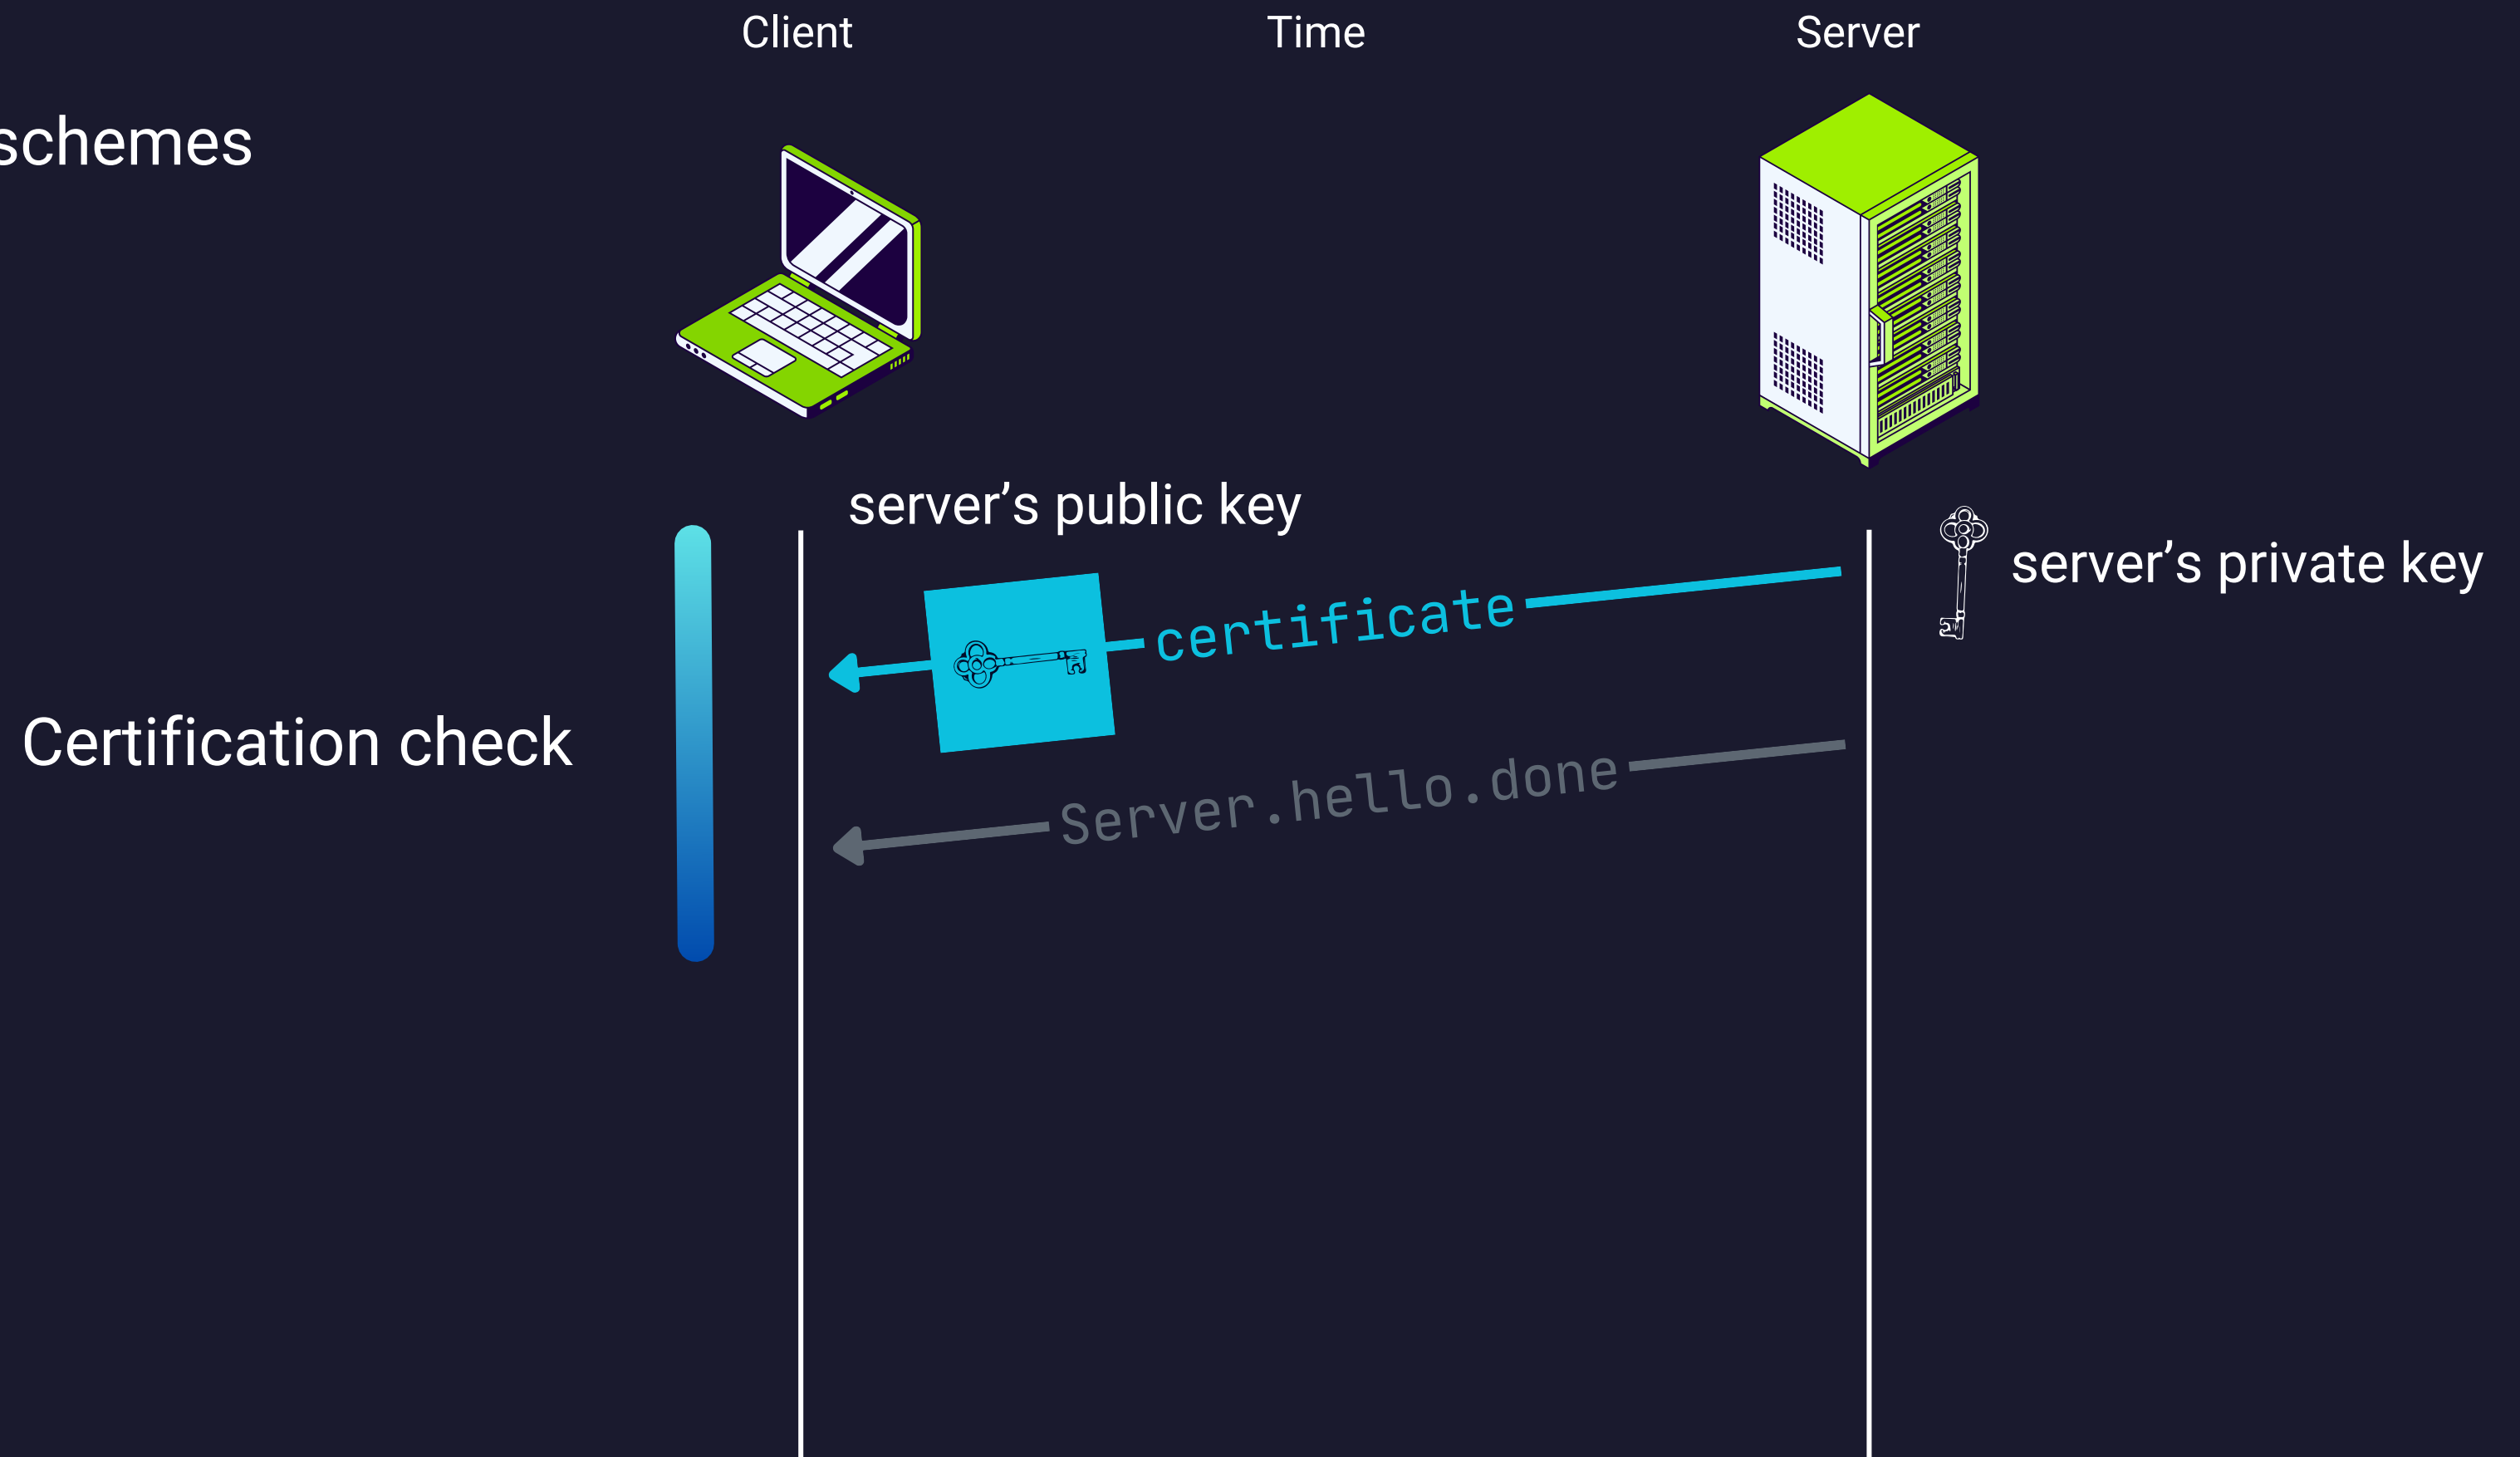 Client
Time
Server
schemes
server's public key
server's private key
certificate
Certification check
Server.hello.done